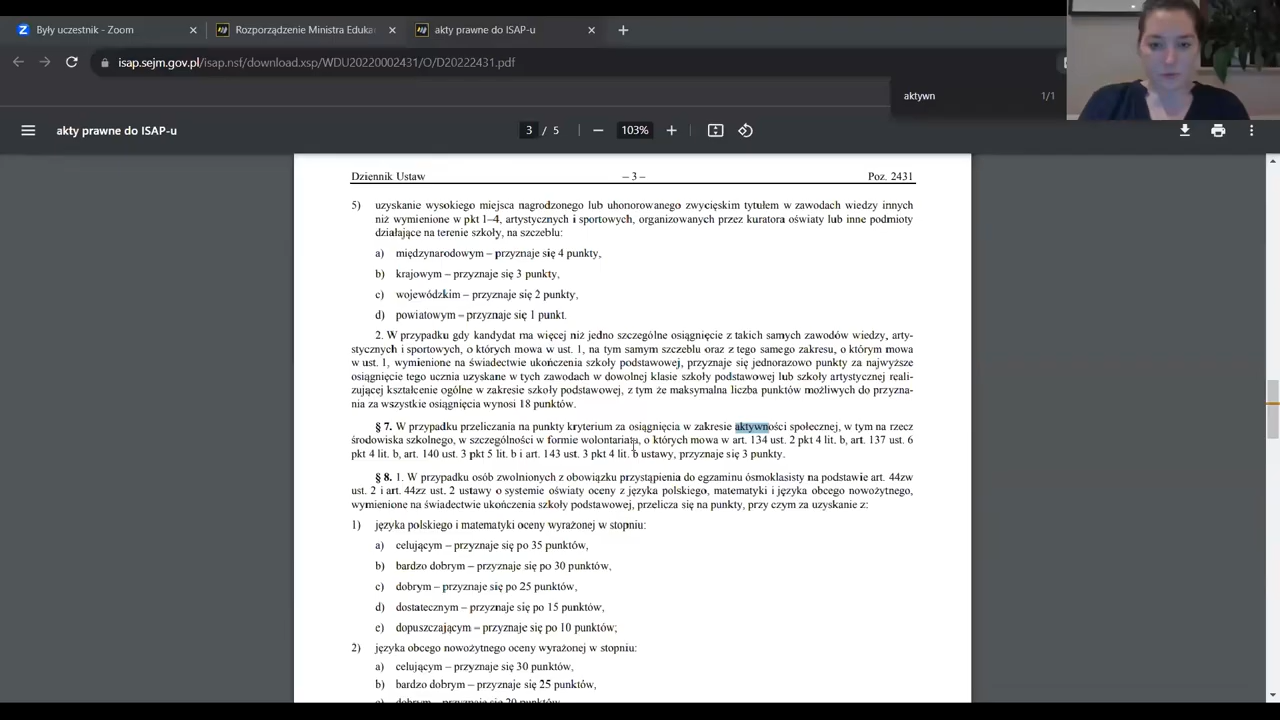 Były uczestnik - Zoom
Rozporządzenie Ministra Eduka
akty prawne do ISAP-u
isap.sejm.gov.pl/isap.nsf/download.xsp/WDU20220002431/O/D20222431.pdf
aktywn 1/1
akty prawne do ISAP-u
3 / 5
103%
Dziennik Ustaw – 3 – Poz. 2431
5) uzyskanie wysokiego miejsca nagrodzonego lub uhonorowanego zwycięskim tytułem w zawodach wiedzy innych
niż wymienione w pkt 1–4, artystycznych i sportowych, organizowanych przez kuratora oświaty lub inne podmioty
działające na terenie szkoły, na szczeblu:
a) międzynarodowym – przyznaje się 4 punkty,
b) krajowym – przyznaje się 3 punkty,
c) wojewódzkim – przyznaje się 2 punkty,
d) powiatowym – przyznaje się 1 punkt.
2. W przypadku gdy kandydat ma więcej niż jedno szczególne osiągnięcie z takich samych zawodów wiedzy, arty-
stycznych i sportowych, o których mowa w ust. 1, na tym samym szczeblu oraz z tego samego zakresu, o którym mowa
w ust. 1, wymienione na świadectwie ukończenia szkoły podstawowej, przyznaje się jednorazowo punkty za najwyższe
osiągnięcie tego ucznia uzyskane w tych zawodach w dowolnej klasie szkoły podstawowej lub szkoły artystycznej reali-
zującej kształcenie ogólne w zakresie szkoły podstawowej, z tym że maksymalna liczba punktów możliwych do przyzna-
nia za wszystkie osiągnięcia wynosi 18 punktów.
§ 7. W przypadku przeliczania na punkty kryterium za osiągnięcia w zakresie aktywności społecznej, w tym na rzecz
środowiska szkolnego, w szczególności w formie wolontariatu, o których mowa w art. 134 ust. 2 pkt 4 lit. b, art. 137 ust. 6
pkt 4 lit. b, art. 140 ust. 3 pkt 5 lit. b i art. 143 ust. 3 pkt 4 lit. b ustawy, przyznaje się 3 punkty.
§ 8. 1. W przypadku osób zwolnionych z obowiązku przystąpienia do egzaminu ósmoklasisty na podstawie art. 44zw
ust. 2 i art. 44zz ust. 2 ustawy o systemie oświaty oceny z języka polskiego, matematyki i języka obcego nowożytnego,
wymienione na świadectwie ukończenia szkoły podstawowej, przelicza się na punkty, przy czym za uzyskanie z:
1) języka polskiego i matematyki oceny wyrażonej w stopniu:
a) celującym – przyznaje się po 35 punktów,
b) bardzo dobrym – przyznaje się po 30 punktów,
c) dobrym – przyznaje się po 25 punktów,
d) dostatecznym – przyznaje się po 15 punktów,
e) dopuszczającym – przyznaje się po 10 punktów;
2) języka obcego nowożytnego oceny wyrażonej w stopniu:
a) celującym – przyznaje się 30 punktów,
b) bardzo dobrym – przyznaje się 25 punktów,
c) dobrym – przyznaje się 20 punktów,